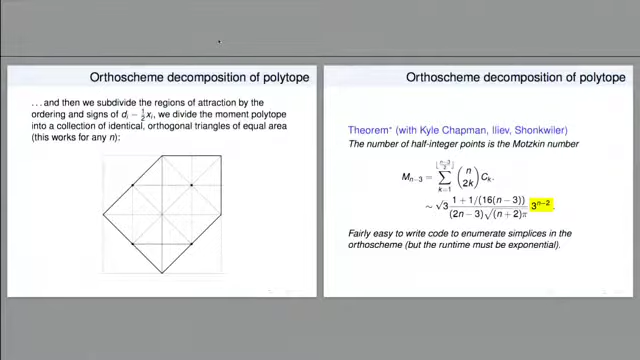 Orthoscheme decomposition of polytope
. . . and then we subdivide the regions of attraction by the
ordering and signs of dᵢ − ½xᵢ, we divide the moment polytope
into a collection of identical, orthogonal triangles of equal area
(this works for any n):
Orthoscheme decomposition of polytope
Theorem* (with Kyle Chapman, Iliev, Shonkwiler)
The number of half-integer points is the Motzkin number
Mₙ₋₃ = ∑ₖ₌₁^[(n−3)/2] (n 2k) Cₖ.
∼ √3 (1 + 1/(16(n − 3))) / ((2n − 3)√((n + 2)π)) 3ⁿ⁻².
Fairly easy to write code to enumerate simplices in the
orthoscheme (but the runtime must be exponential).